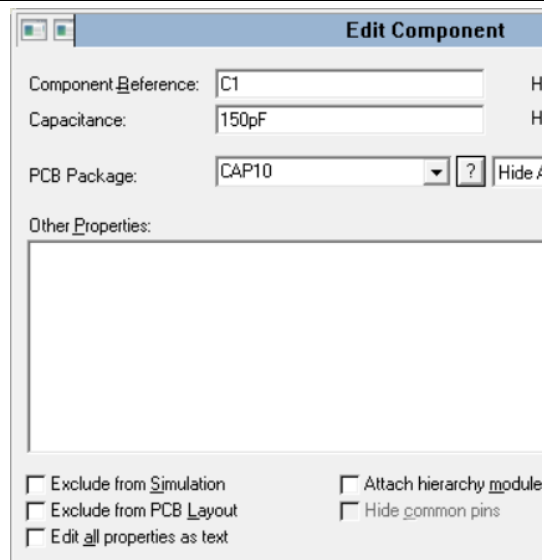 Edit Component
Component Reference: C1 H
Capacitance: 150pF H
PCB Package: CAP10 ? Hide A
Other Properties:
Exclude from Simulation Attach hierarchy module
Exclude from PCB Layout Hide common pins
Edit all properties as text